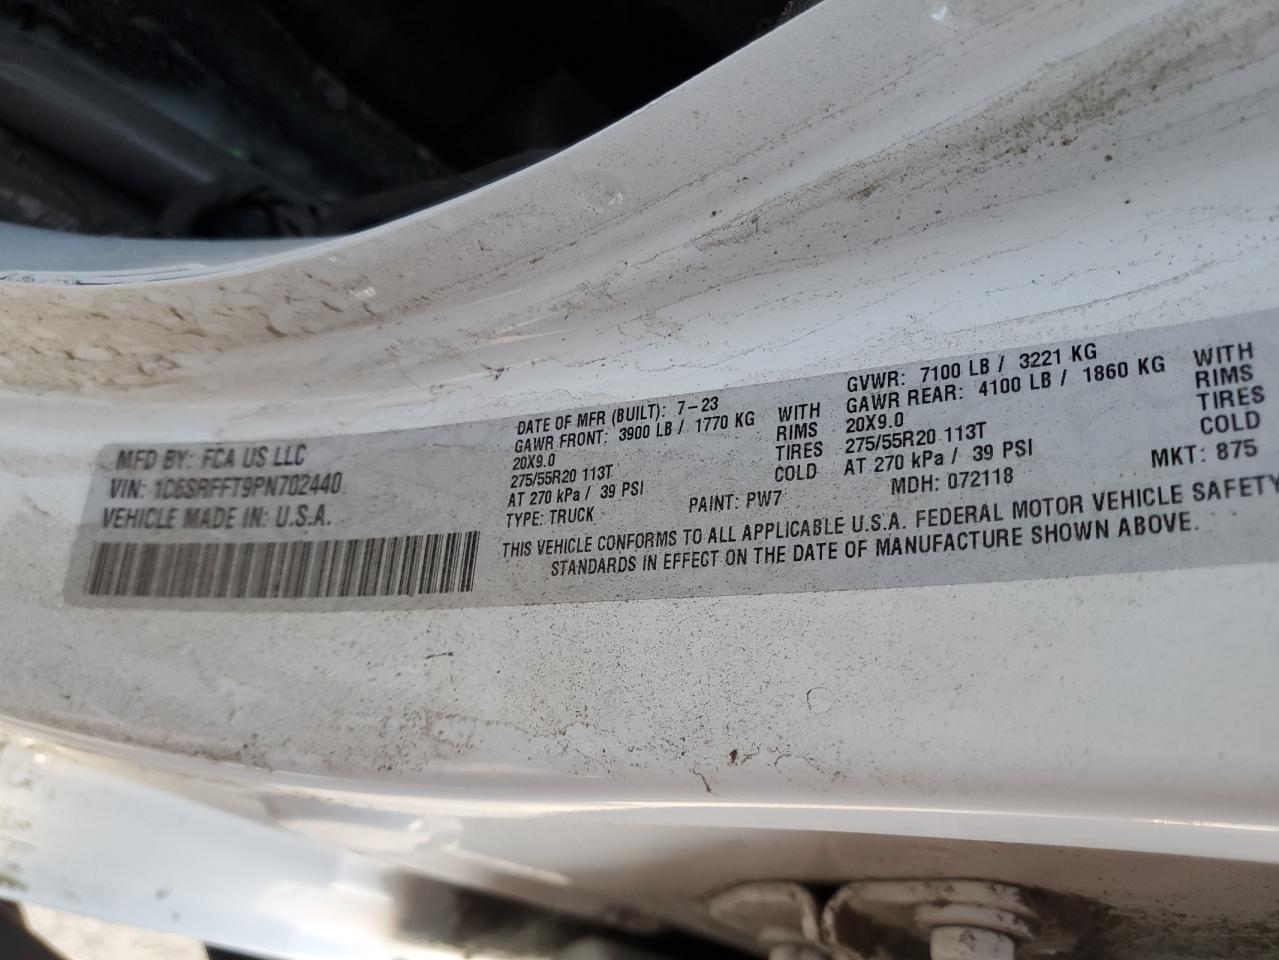 MFD BY: FCA US LLC
VIN: 1C6SRFFT9PN702440
VEHICLE MADE IN: U.S.A.
DATE OF MFR (BUILT): 7-23
GAWR FRONT: 3900 LB / 1770 KG WITH
20X9.0 RIMS
275/55R20 113T TIRES
AT 270 kPa / 39 PSI COLD
TYPE: TRUCK PAINT: PW7
GVWR: 7100 LB / 3221 KG
GAWR REAR: 4100 LB / 1860 KG WITH
20X9.0 RIMS
275/55R20 113T TIRES
AT 270 kPa / 39 PSI COLD
MDH: 072118 MKT: 875
THIS VEHICLE CONFORMS TO ALL APPLICABLE U.S.A. FEDERAL MOTOR VEHICLE SAFETY
STANDARDS IN EFFECT ON THE DATE OF MANUFACTURE SHOWN ABOVE.